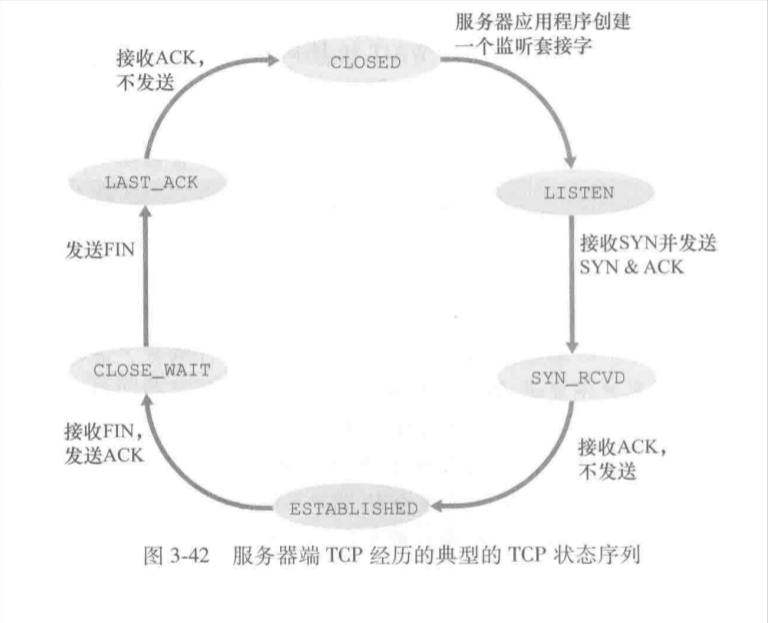 服务器应用程序创建
一个监听套接字
接收ACK,
不发送
CLOSED
LAST_ACK
LISTEN
发送FIN
接收SYN并发送
SYN & ACK
CLOSE_WAIT
SYN_RCVD
接收FIN,
发送ACK
接收ACK,
不发送
ESTABLISHED
图 3-42 服务器端 TCP 经历的典型的 TCP 状态序列